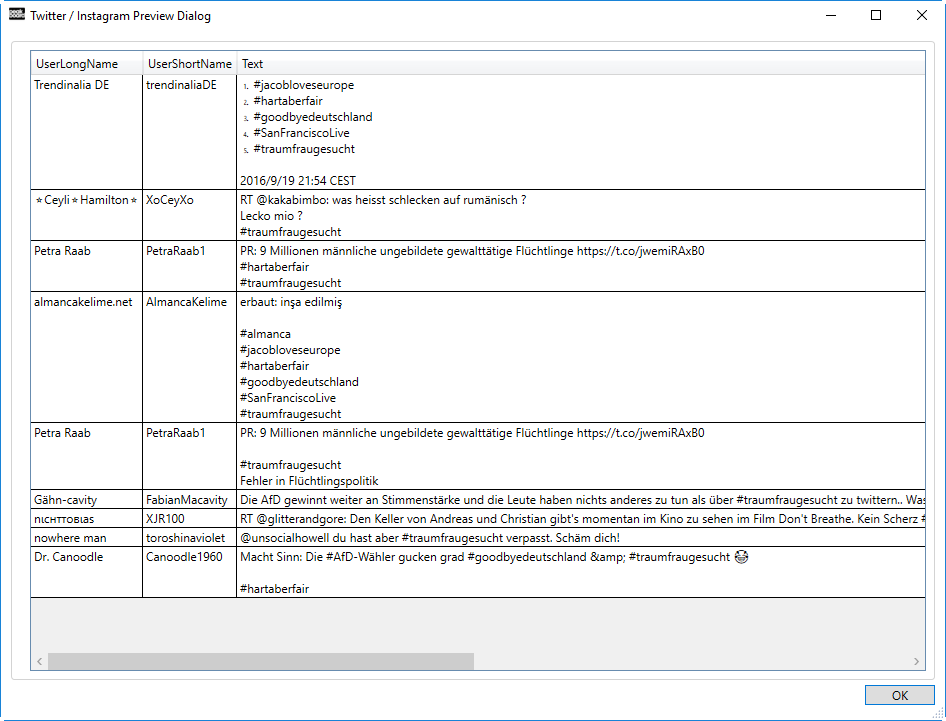 peak board Twitter / Instagram Preview Dialog
UserLongName UserShortName Text
Trendinalia DE trendinaliaDE 1. #jacobloveseurope
2. #hartaberfair
3. #goodbyedeutschland
4. #SanFranciscoLive
5. #traumfraugesucht
2016/9/19 21:54 CEST
⭐Ceyli⭐Hamilton⭐ XoCeyXo RT @kakabimbo: was heisst schlecken auf rumänisch ?
Lecko mio ?
#traumfraugesucht
Petra Raab PetraRaab1 PR: 9 Millionen männliche ungebildete gewalttätige Flüchtlinge https://t.co/jwemiRAxB0
#hartaberfair
#traumfraugesucht
almancakelime.net AlmancaKelime erbaut: inşa edilmiş
#almanca
#jacobloveseurope
#hartaberfair
#goodbyedeutschland
#SanFranciscoLive
#traumfraugesucht
Petra Raab PetraRaab1 PR: 9 Millionen männliche ungebildete gewalttätige Flüchtlinge https://t.co/jwemiRAxB0
#traumfraugesucht
Fehler in Flüchtlingspolitik
Gähn-cavity FabianMacavity Die AfD gewinnt weiter an Stimmenstärke und die Leute haben nichts anderes zu tun als über #traumfraugesucht zu twittern.. Was
nιcнттoвιaѕ XJR100 RT @glitterandgore: Den Keller von Andreas und Christian gibt's momentan im Kino zu sehen im Film Don't Breathe. Kein Scherz #
nowhere man toroshinaviolet @unsocialhowell du hast aber #traumfraugesucht verpasst. Schäm dich!
Dr. Canoodle Canoodle1960 Macht Sinn: Die #AfD-Wähler gucken grad #goodbyedeutschland &amp; #traumfraugesucht 😂
#hartaberfair
OK